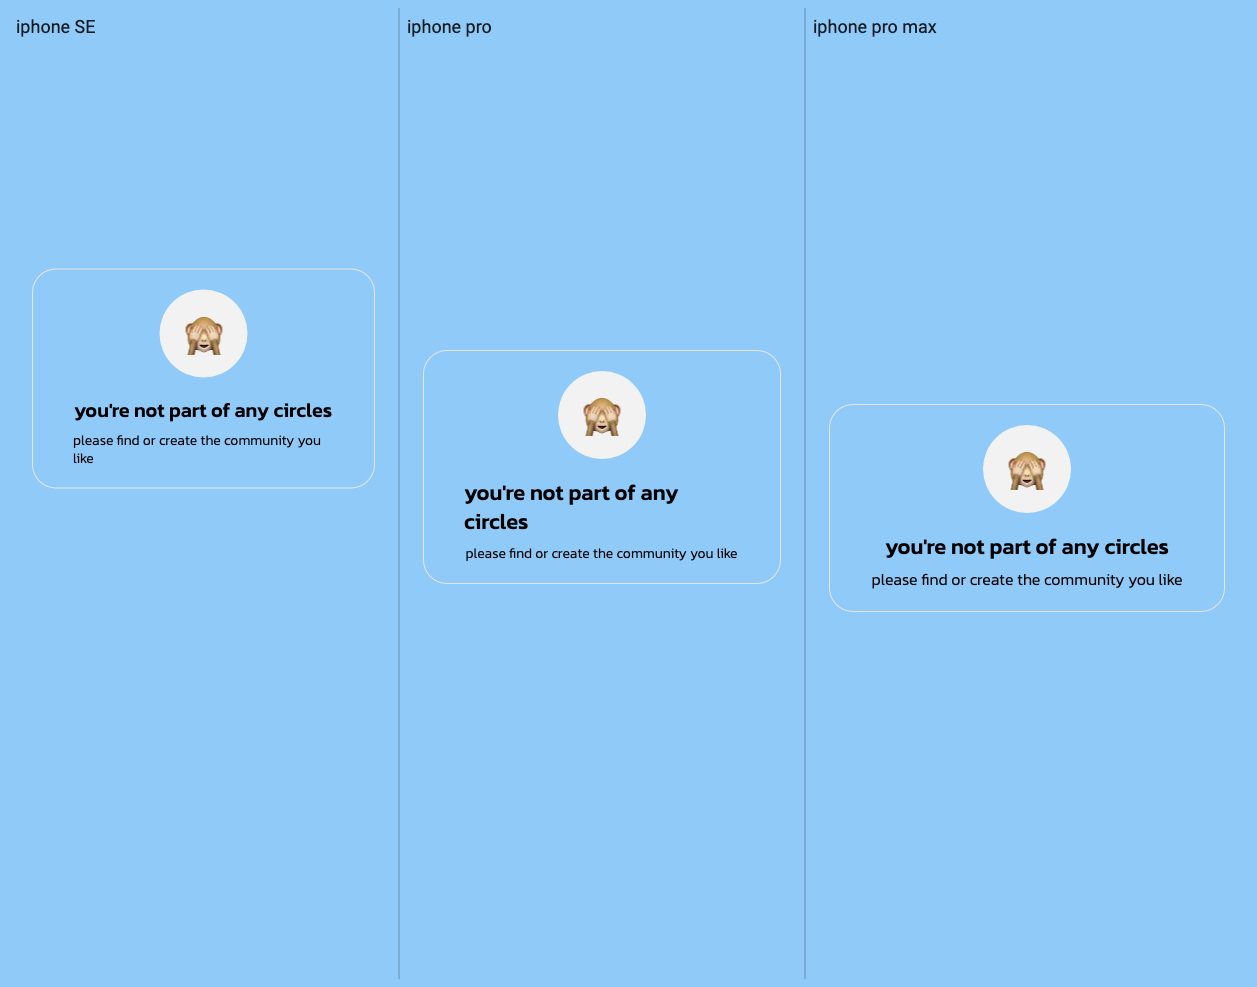 iphone SE
you're not part of any circles
please find or create the community you
like
iphone pro
you're not part of any
circles
please find or create the community you like
iphone pro max
you're not part of any circles
please find or create the community you like